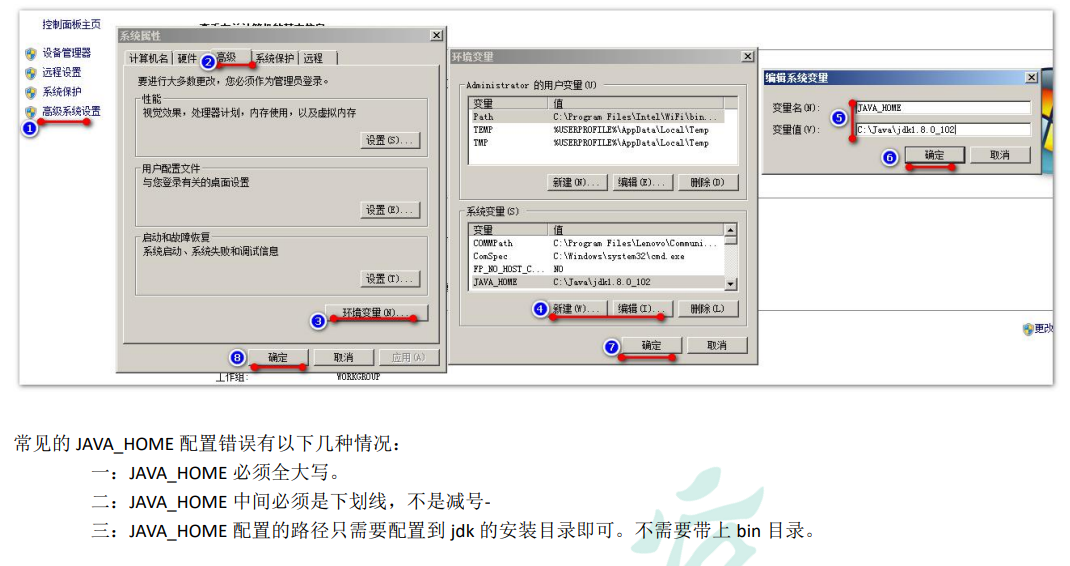 控制面板主页
设备管理器
远程设置
系统保护
高级系统设置
1
系统属性
计算机名
硬件
2
高级
系统保护
远程
要进行大多数更改，您必须作为管理员登录。
性能
视觉效果，处理器计划，内存使用，以及虚拟内存
设置(S)...
用户配置文件
与您登录有关的桌面设置
设置(E)...
启动和故障恢复
系统启动、系统失败和调试信息
设置(T)...
3
环境变量(N)...
8
确定
取消
应用(A)
工作组:
WORKGROUP
环境变量
Administrator 的用户变量(U)
变量 值
Path C:\Program Files\Intel\WiFi\bin...
TEMP %USERPROFILE%\AppData\Local\Temp
TMP %USERPROFILE%\AppData\Local\Temp
新建(N)...
编辑(E)...
删除(D)
系统变量(S)
变量 值
COMMPath C:\Program Files\Lenovo\Communi...
ComSpec C:\Windows\system32\cmd.exe
FP_NO_HOST_C... NO
JAVA_HOME C:\Java\jdk1.8.0_102
4
新建(W)...
编辑(I)...
删除(L)
7
确定
取消
编辑系统变量
变量名(N): JAVA_HOME
5
变量值(V): C:\Java\jdk1.8.0_102
6
确定
取消
更改
常见的 JAVA_HOME 配置错误有以下几种情况：
一：JAVA_HOME 必须全大写。
二：JAVA_HOME 中间必须是下划线，不是减号-
三：JAVA_HOME 配置的路径只需要配置到 jdk 的安装目录即可。不需要带上 bin 目录。